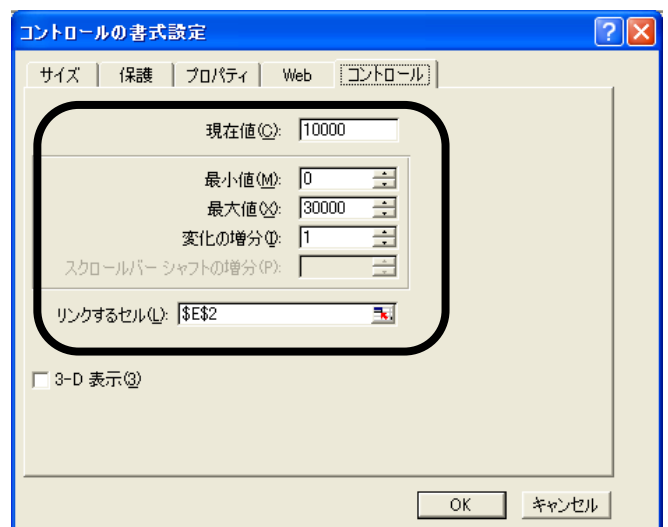 コントロールの書式設定
サイズ 保護 プロパティ Web コントロール
現在値(C): 10000
最小値(M): 0
最大値(X): 30000
変化の増分(I): 1
スクロールバー シャフトの増分(P):
リンクするセル(L): $E$2
3-D 表示(3)
OK キャンセル